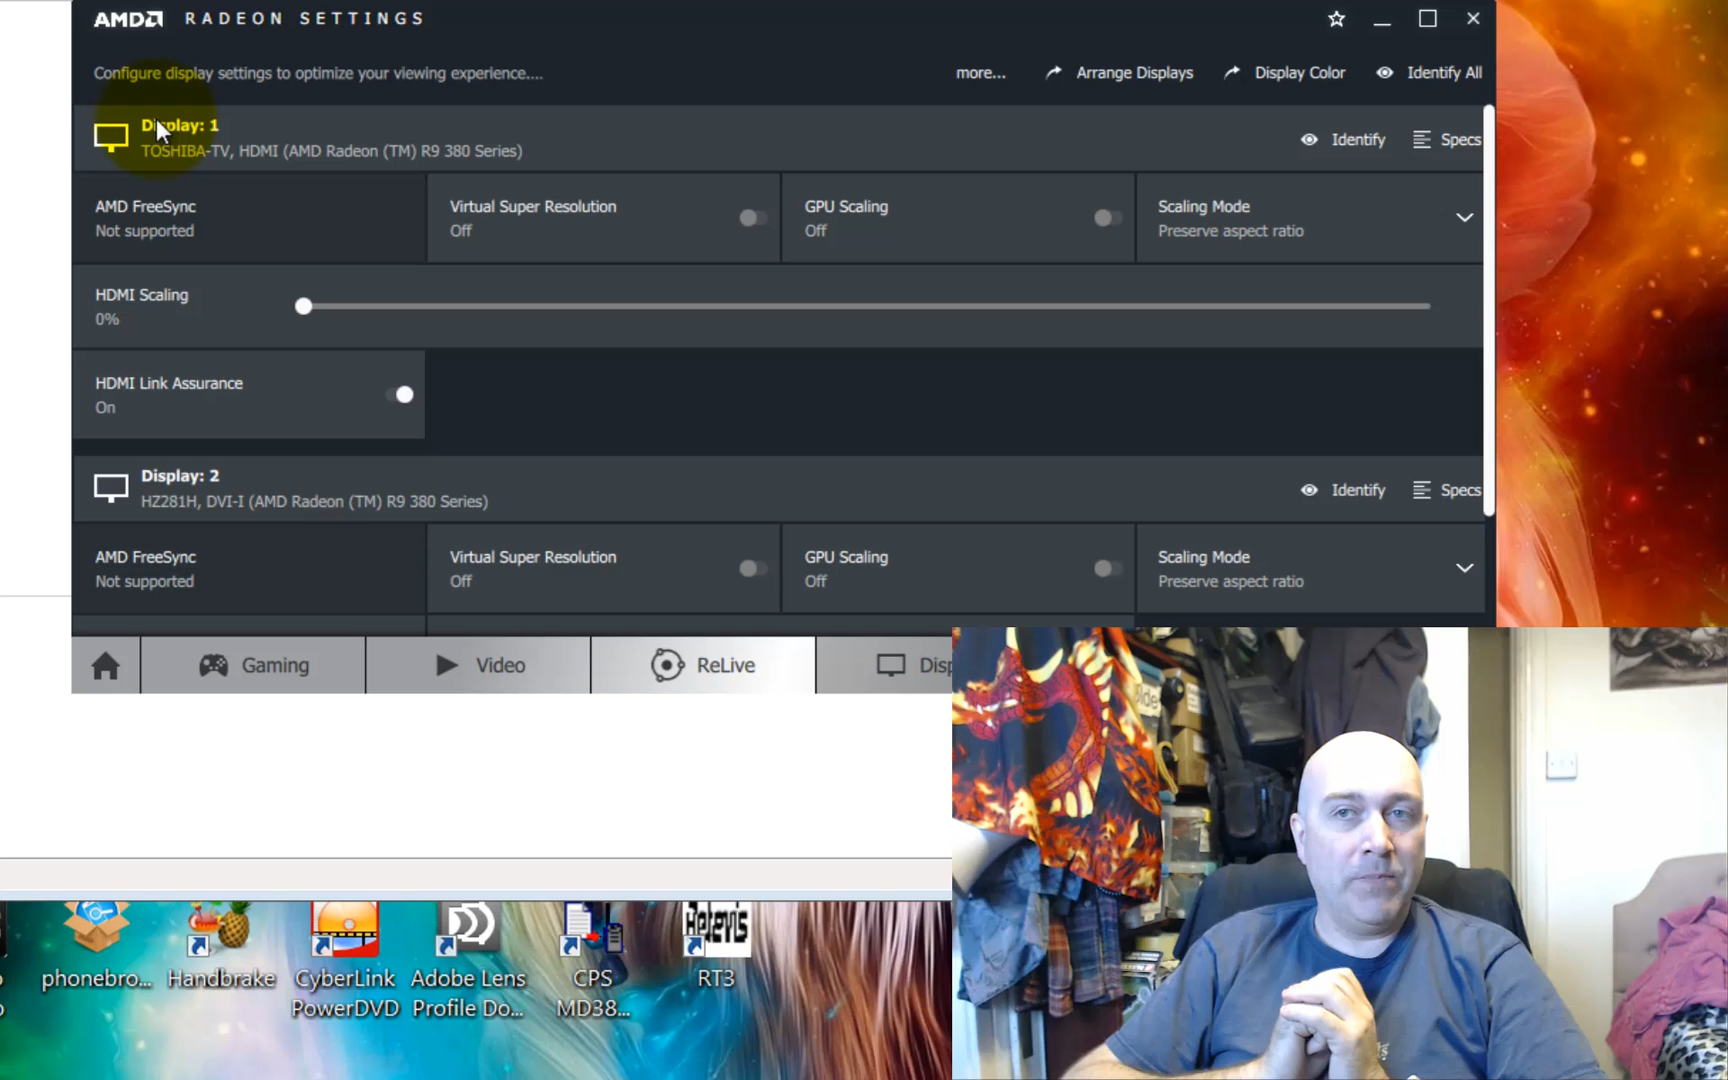 AMD RADEON SETTINGS
Configure display settings to optimize your viewing experience....
more... Arrange Displays Display Color Identify All
Display: 1
TOSHIBA-TV, HDMI (AMD Radeon (TM) R9 380 Series)
Identify Specs
AMD FreeSync
Not supported
Virtual Super Resolution
Off
GPU Scaling
Off
Scaling Mode
Preserve aspect ratio
HDMI Scaling
0%
HDMI Link Assurance
On
Display: 2
HZ281H, DVI-I (AMD Radeon (TM) R9 380 Series)
Identify Specs
AMD FreeSync
Not supported
Virtual Super Resolution
Off
GPU Scaling
Off
Scaling Mode
Preserve aspect ratio
Gaming Video ReLive Disp
phonebro... Handbrake CyberLink PowerDVD Adobe Lens Profile Do... CPS MD38... RT3